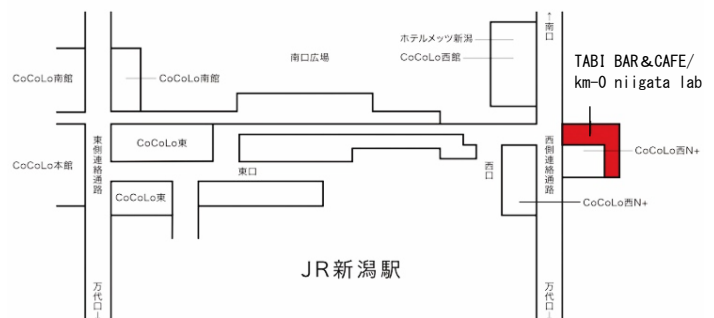 ↑南口
ホテルメッツ新潟
CoCoLo西館
南口広場
TABI BAR&CAFE/
km-0 niigata lab
CoCoLo南館
CoCoLo南館
東側連絡通路
CoCoLo東
西側連絡通路
CoCoLo西N+
CoCoLo本館
東口
西口
CoCoLo東
CoCoLo西N+
JR新潟駅
万代口↓
万代口↓